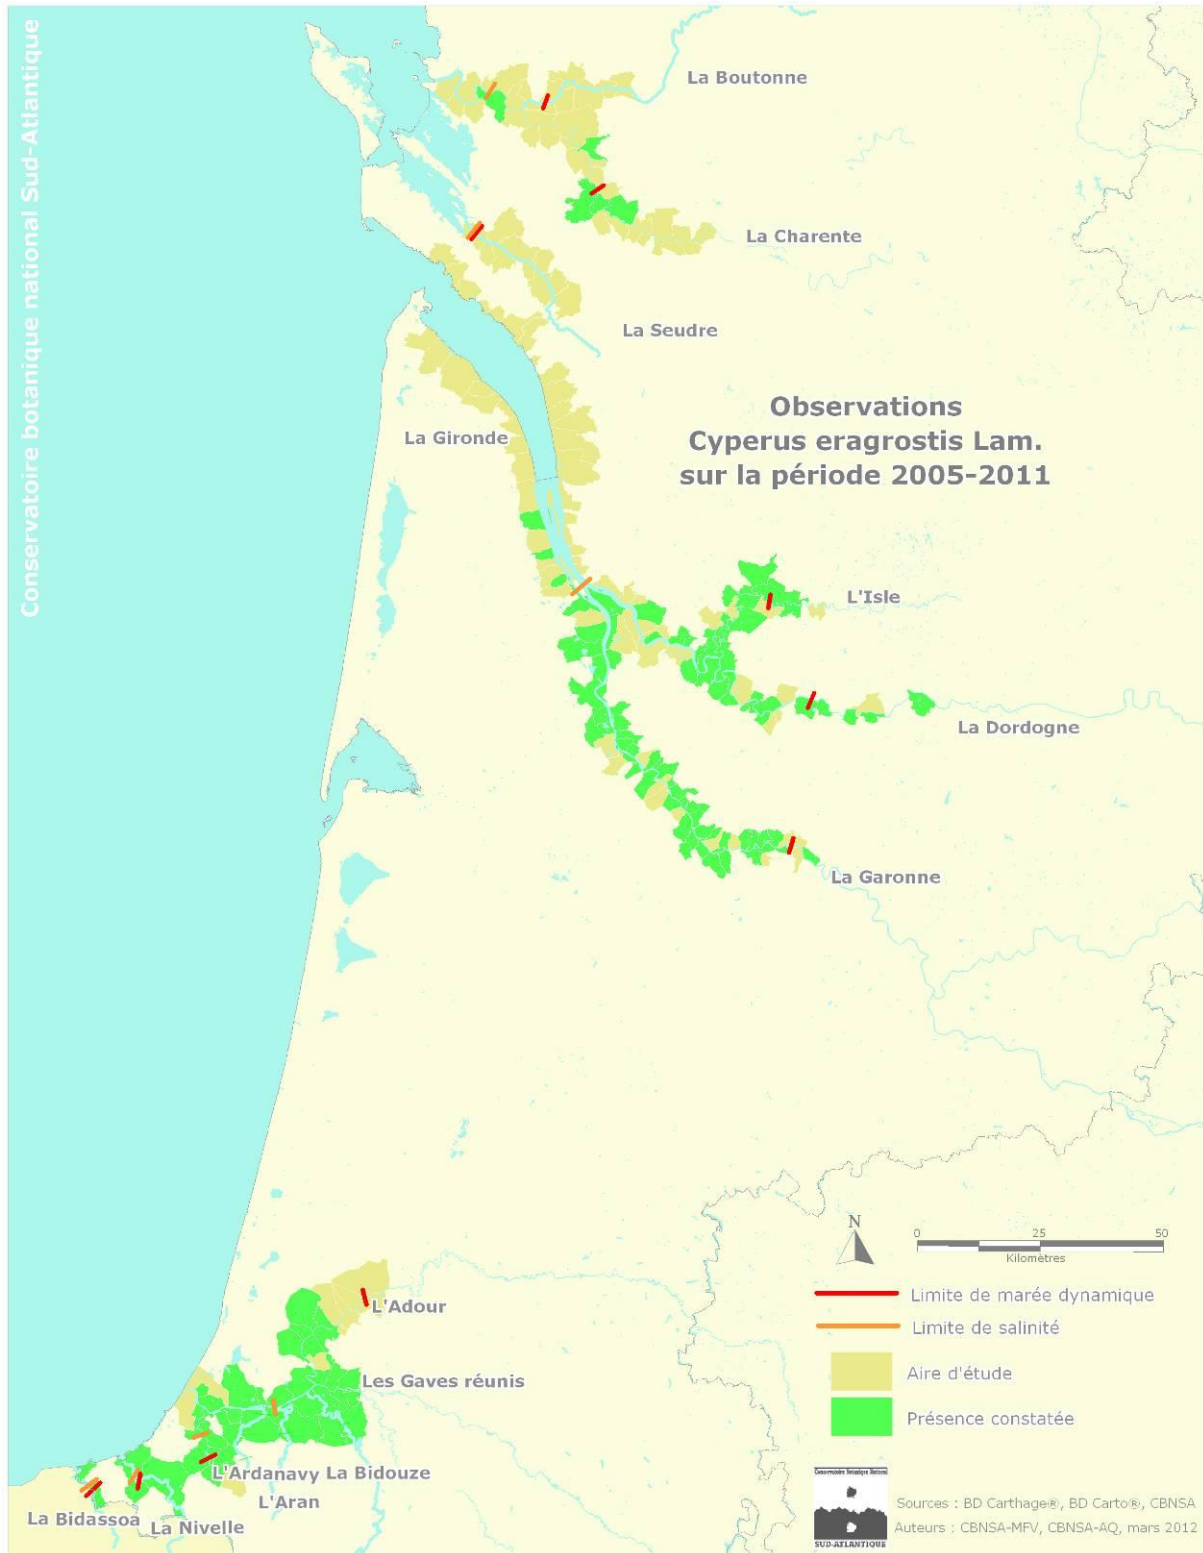 Conservatoire botanique national Sud-Atlantique
La Boutonne
La Charente
La Seudre
Observations
Cyperus eragrostis Lam.
sur la période 2005-2011
La Gironde
L'Isle
La Dordogne
La Garonne
N
0 25 50
Kilomètres
L'Adour
Limite de marée dynamique
Limite de salinité
Les Gaves réunis
Aire d'étude
Présence constatée
L'Ardanavy La Bidouze
L'Aran
La Bidassoa La Nivelle
Conservatoire Botanique National
SUD-ATLANTIQUE
Sources : BD Carthage®, BD Carto®, CBNSA
Auteurs : CBNSA-MFV, CBNSA-AQ, mars 2012